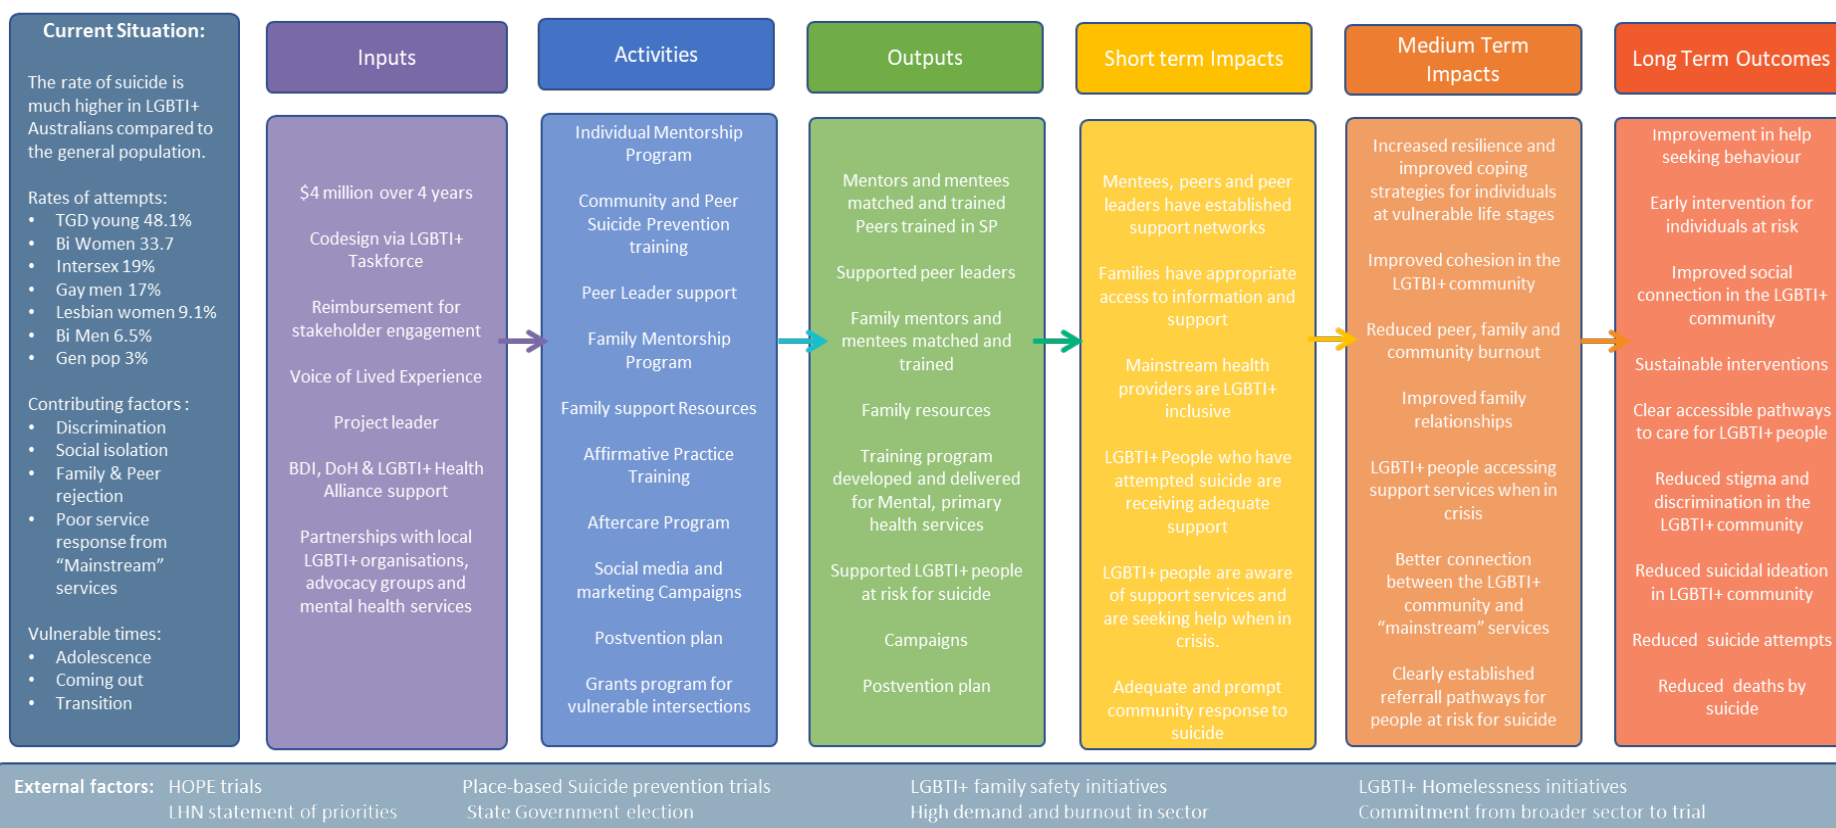 Current Situation:
The rate of suicide is
much higher in LGBTI+
Australians compared to
the general population.
Rates of attempts:
• TGD young 48.1%
• Bi Women 33.7
• Intersex 19%
• Gay men 17%
• Lesbian women 9.1%
• Bi Men 6.5%
• Gen pop 3%
Contributing factors :
• Discrimination
• Social isolation
• Family & Peer
rejection
• Poor service
response from
“Mainstream”
services
Vulnerable times:
• Adolescence
• Coming out
• Transition
Inputs
$4 million over 4 years
Codesign via LGBTI+
Taskforce
Reimbursement for
stakeholder engagement
Voice of Lived Experience
Project leader
BDI, DoH & LGBTI+ Health
Alliance support
Partnerships with local
LGBTI+ organisations,
advocacy groups and
mental health services
Activities
Individual Mentorship
Program
Community and Peer
Suicide Prevention
training
Peer Leader support
Family Mentorship
Program
Family support Resources
Affirmative Practice
Training
Aftercare Program
Social media and
marketing Campaigns
Postvention plan
Grants program for
vulnerable intersections
Outputs
Mentors and mentees
matched and trained
Peers trained in SP
Supported peer leaders
Family mentors and
mentees matched and
trained
Family resources
Training program
developed and delivered
for Mental, primary
health services
Supported LGBTI+ people
at risk for suicide
Campaigns
Postvention plan
Short term Impacts
Mentees, peers and peer
leaders have established
support networks
Families have appropriate
access to information and
support
Mainstream health
providers are LGBTI+
inclusive
LGBTI+ People who have
attempted suicide are
receiving adequate
support
LGBTI+ people are aware
of support services and
are seeking help when in
crisis.
Adequate and prompt
community response to
suicide
Medium Term
Impacts
Increased resilience and
improved coping
strategies for individuals
at vulnerable life stages
Improved cohesion in the
LGTBI+ community
Reduced peer, family and
community burnout
Improved family
relationships
LGBTI+ people accessing
support services when in
crisis
Better connection
between the LGBTI+
community and
“mainstream” services
Clearly established
referrall pathways for
people at risk for suicide
Long Term Outcomes
Improvement in help
seeking behaviour
Early intervention for
individuals at risk
Improved social
connection in the LGBTI+
community
Sustainable interventions
Clear accessible pathways
to care for LGBTI+ people
Reduced stigma and
discrimination in the
LGBTI+ community
Reduced suicidal ideation
in LGBTI+ community
Reduced suicide attempts
Reduced deaths by
suicide
External factors: HOPE trials Place-based Suicide prevention trials LGBTI+ family safety initiatives LGBTI+ Homelessness initiatives
LHN statement of priorities State Government election High demand and burnout in sector Commitment from broader sector to trial